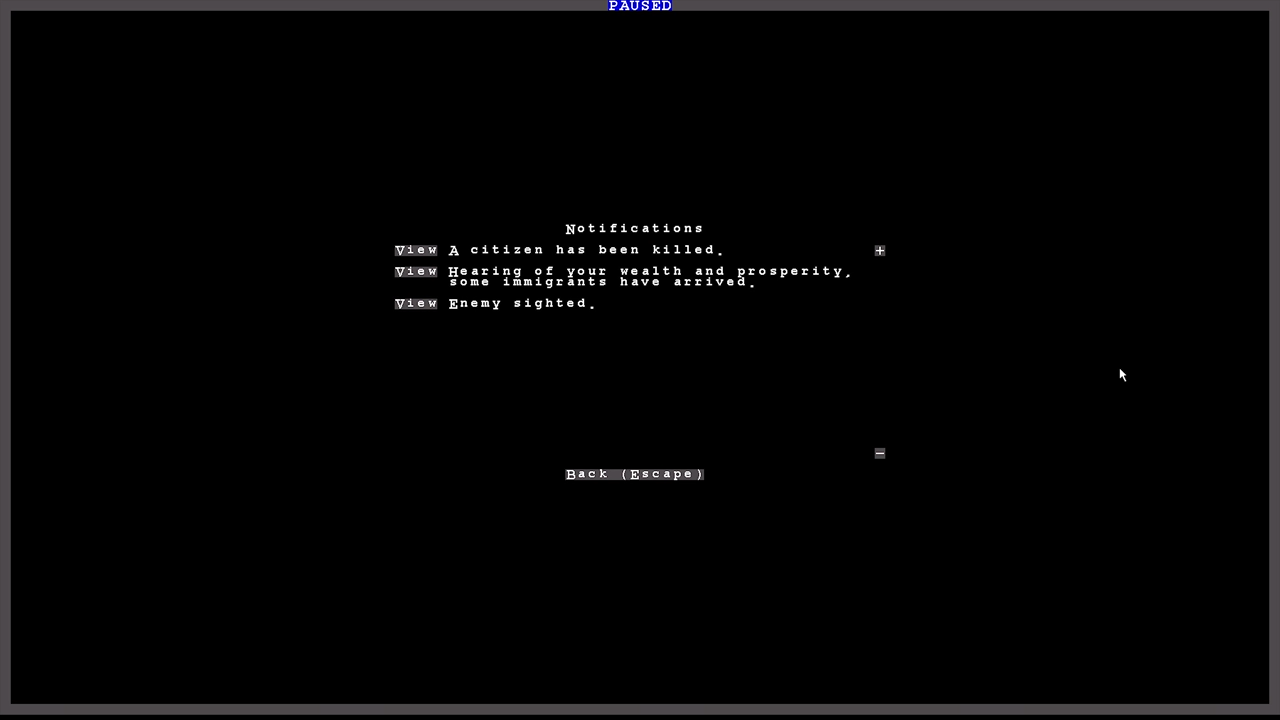 PAUSED
Notifications
View A citizen has been killed. +
View Hearing of your wealth and prosperity,
some immigrants have arrived.
View Enemy sighted.
-
Back (Escape)